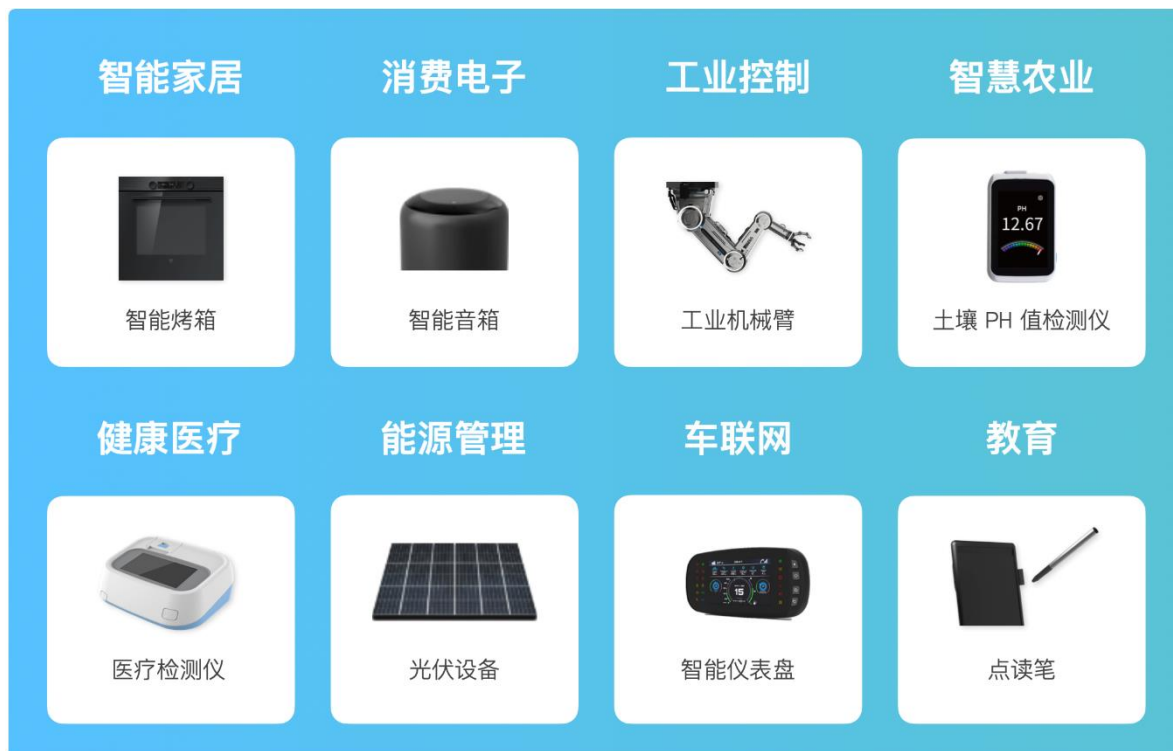 智能家居 消费电子 工业控制 智慧农业
PH
12.67
智能烤箱 智能音箱 工业机械臂 土壤 PH 值检测仪
健康医疗 能源管理 车联网 教育
15
医疗检测仪 光伏设备 智能仪表盘 点读笔